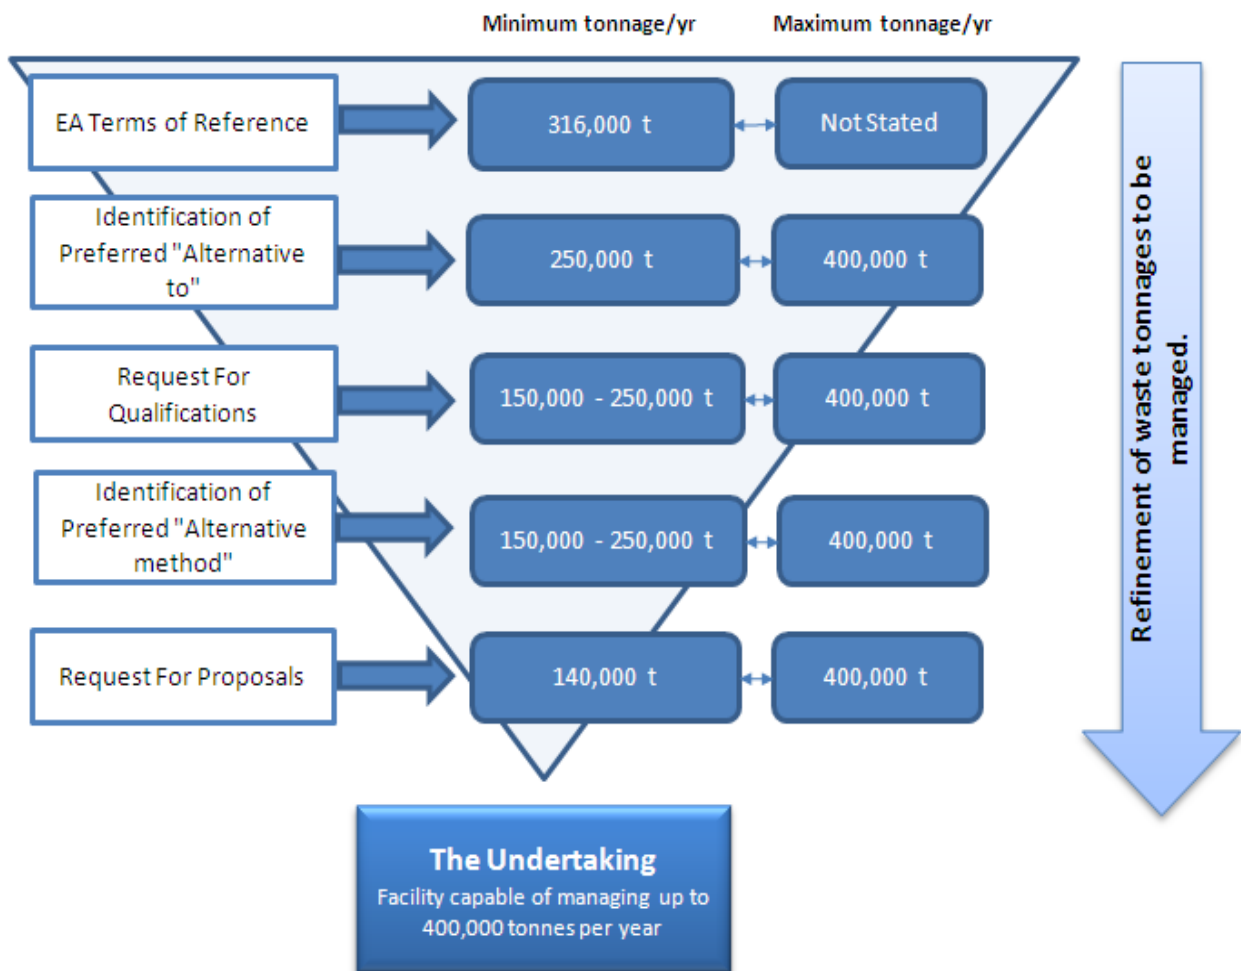 Minimum tonnage/yr
Maximum tonnage/yr
EA Terms of Reference
316,000 t
Not Stated
Identification of
Preferred "Alternative
to"
250,000 t
400,000 t
Request For
Qualifications
150,000 - 250,000 t
400,000 t
Identification of
Preferred "Alternative
method"
150,000 - 250,000 t
400,000 t
Request For Proposals
140,000 t
400,000 t
The Undertaking
Facility capable of managing up to
400,000 tonnes per year
Refinement of waste tonnages to be
managed.